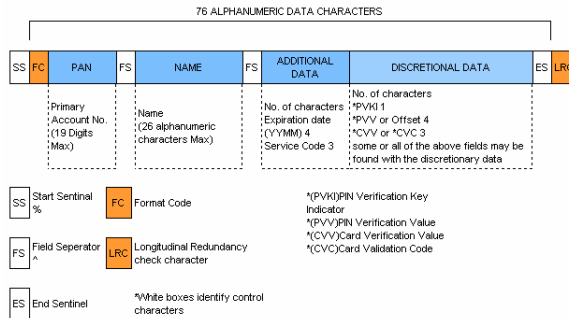 76 ALPHANUMERIC DATA CHARACTERS
SS FC PAN FS NAME FS ADDITIONAL DATA DISCRETIONAL DATA ES LRC
Primary
Account No.
(19 Digits
Max)
Name
(26 alphanumeric
characters Max)
No. of characters
Expiration date
(YYMM) 4
Service Code 3
No. of characters
*PVKI 1
*PVV or Offset 4
*CVV or *CVC 3
some or all of the above fields may be
found with the discretionary data
SS Start Sentinal
%
FC Format Code
*(PVKI)PIN Verification Key
Indicator
*(PVV)PIN Verification Value
*(CVV)Card Verification Value
*(CVC)Card Validation Code
FS Field Seperator
^
LRC Longitudinal Redundancy
check character
ES End Sentinel
*White boxes identify control
characters